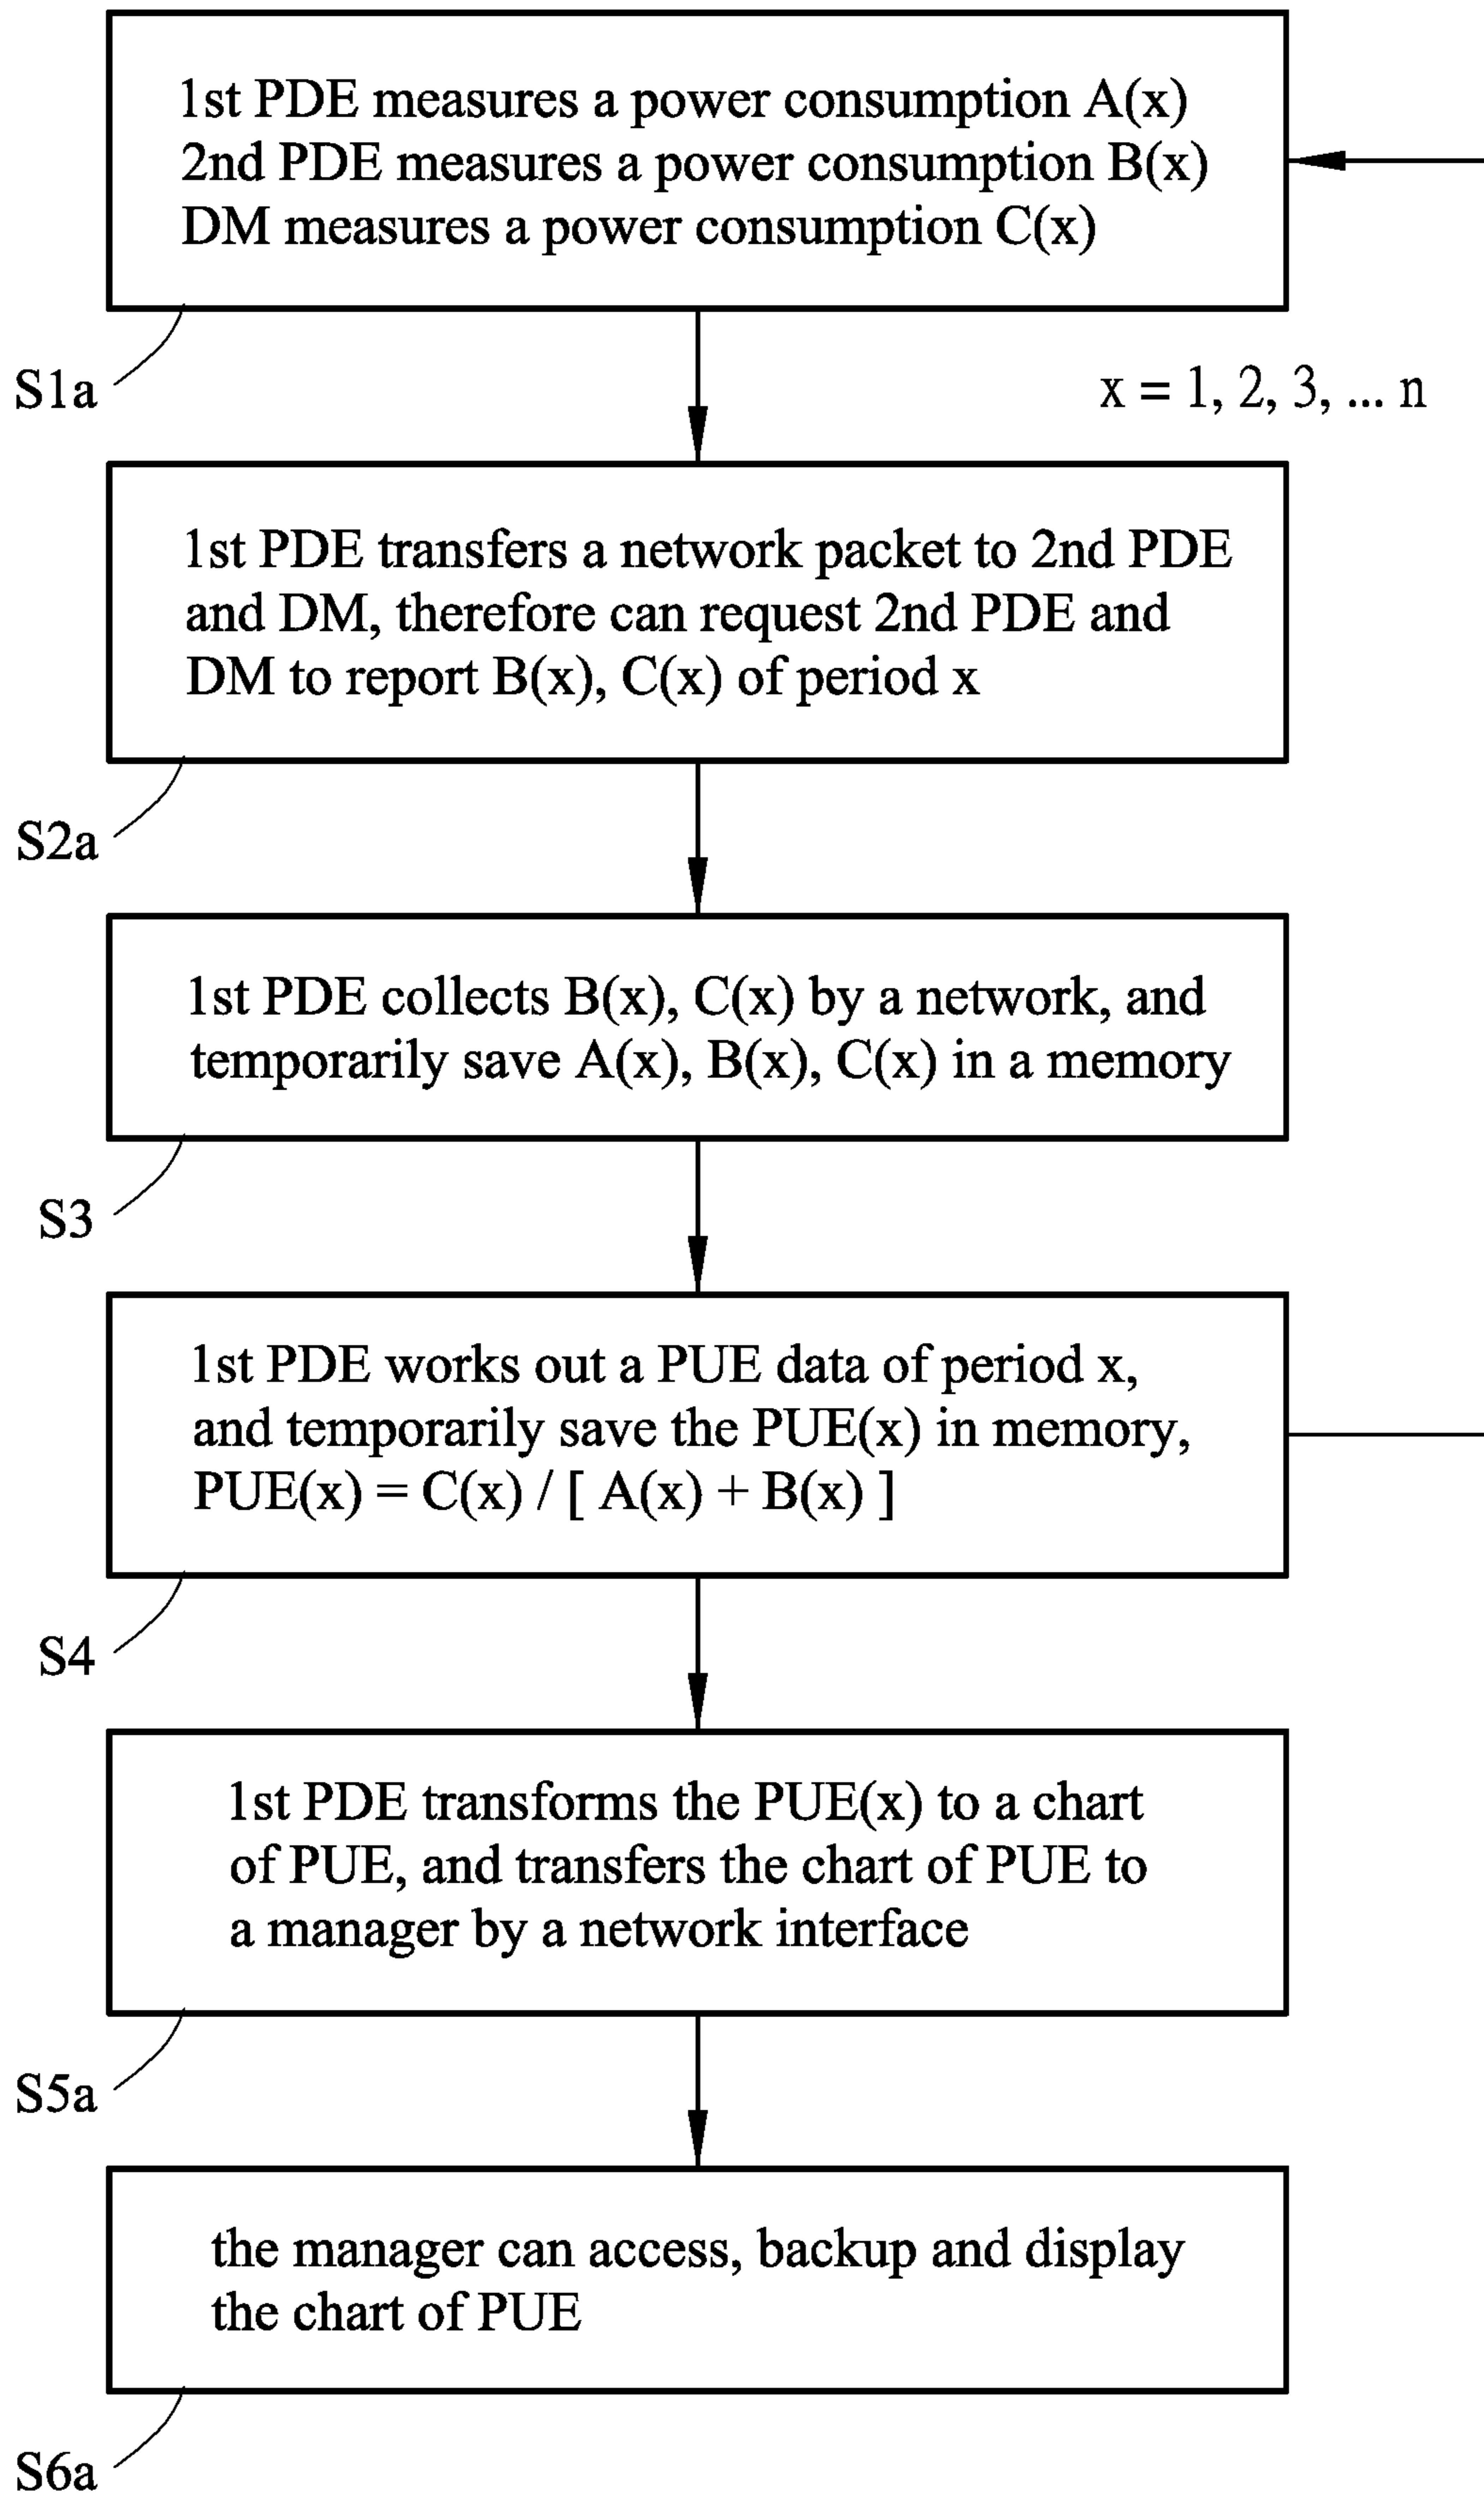 1st PDE measures a power consumption A(x)
2nd PDE measures a power consumption B(x)
DM measures a power consumption C(x)
S1a
x = 1, 2, 3, ... n
1st PDE transfers a network packet to 2nd PDE
and DM, therefore can request 2nd PDE and
DM to report B(x), C(x) of period x
S2a
1st PDE collects B(x), C(x) by a network, and
temporarily save A(x), B(x), C(x) in a memory
S3
1st PDE works out a PUE data of period x,
and temporarily save the PUE(x) in memory,
PUE(x) = C(x) / [ A(x) + B(x) ]
S4
1st PDE transforms the PUE(x) to a chart
of PUE, and transfers the chart of PUE to
a manager by a network interface
S5a
the manager can access, backup and display
the chart of PUE
S6a